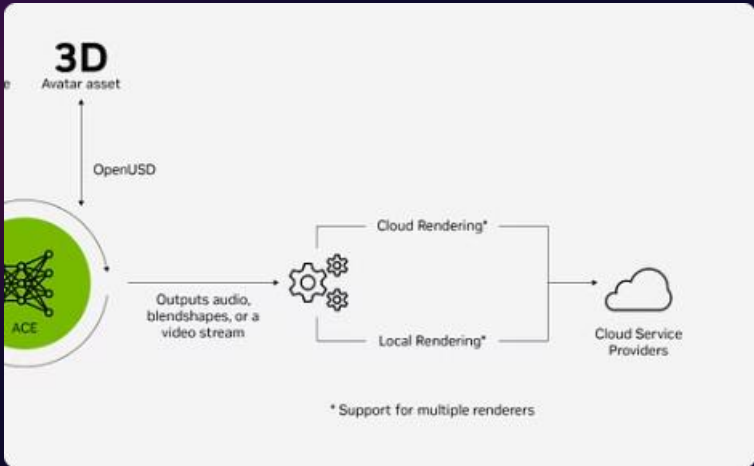 3D
e Avatar asset
OpenUSD
Cloud Rendering*
ACE
Outputs audio,
blendshapes, or a
video stream
Local Rendering*
Cloud Service
Providers
* Support for multiple renderers